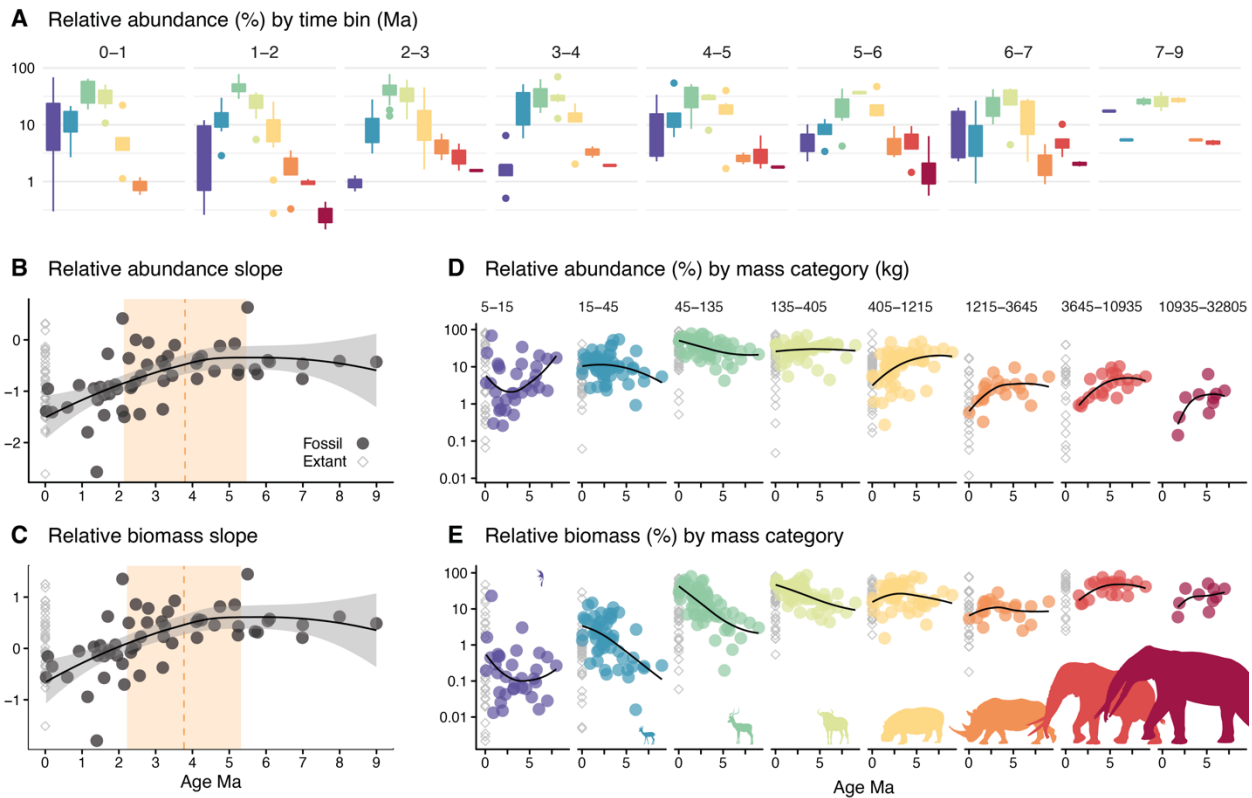 A Relative abundance (%) by time bin (Ma)
0–1 1–2 2–3 3–4 4–5 5–6 6–7 7–9
100
10
1
B Relative abundance slope
0
−1
−2
Fossil
Extant
0 1 2 3 4 5 6 7 8 9
C Relative biomass slope
1
0
−1
0 1 2 3 4 5 6 7 8 9
Age Ma
D Relative abundance (%) by mass category (kg)
5–15 15–45 45–135 135–405 405–1215 1215–3645 3645–10935 10935–32805
100
10
1
0.1
0.01
0 5 0 5 0 5 0 5 0 5 0 5 0 5 0 5
E Relative biomass (%) by mass category
100
10
1
0.1
0.01
0 5 0 5 0 5 0 5 0 5 0 5 0 5 0 5
Age Ma